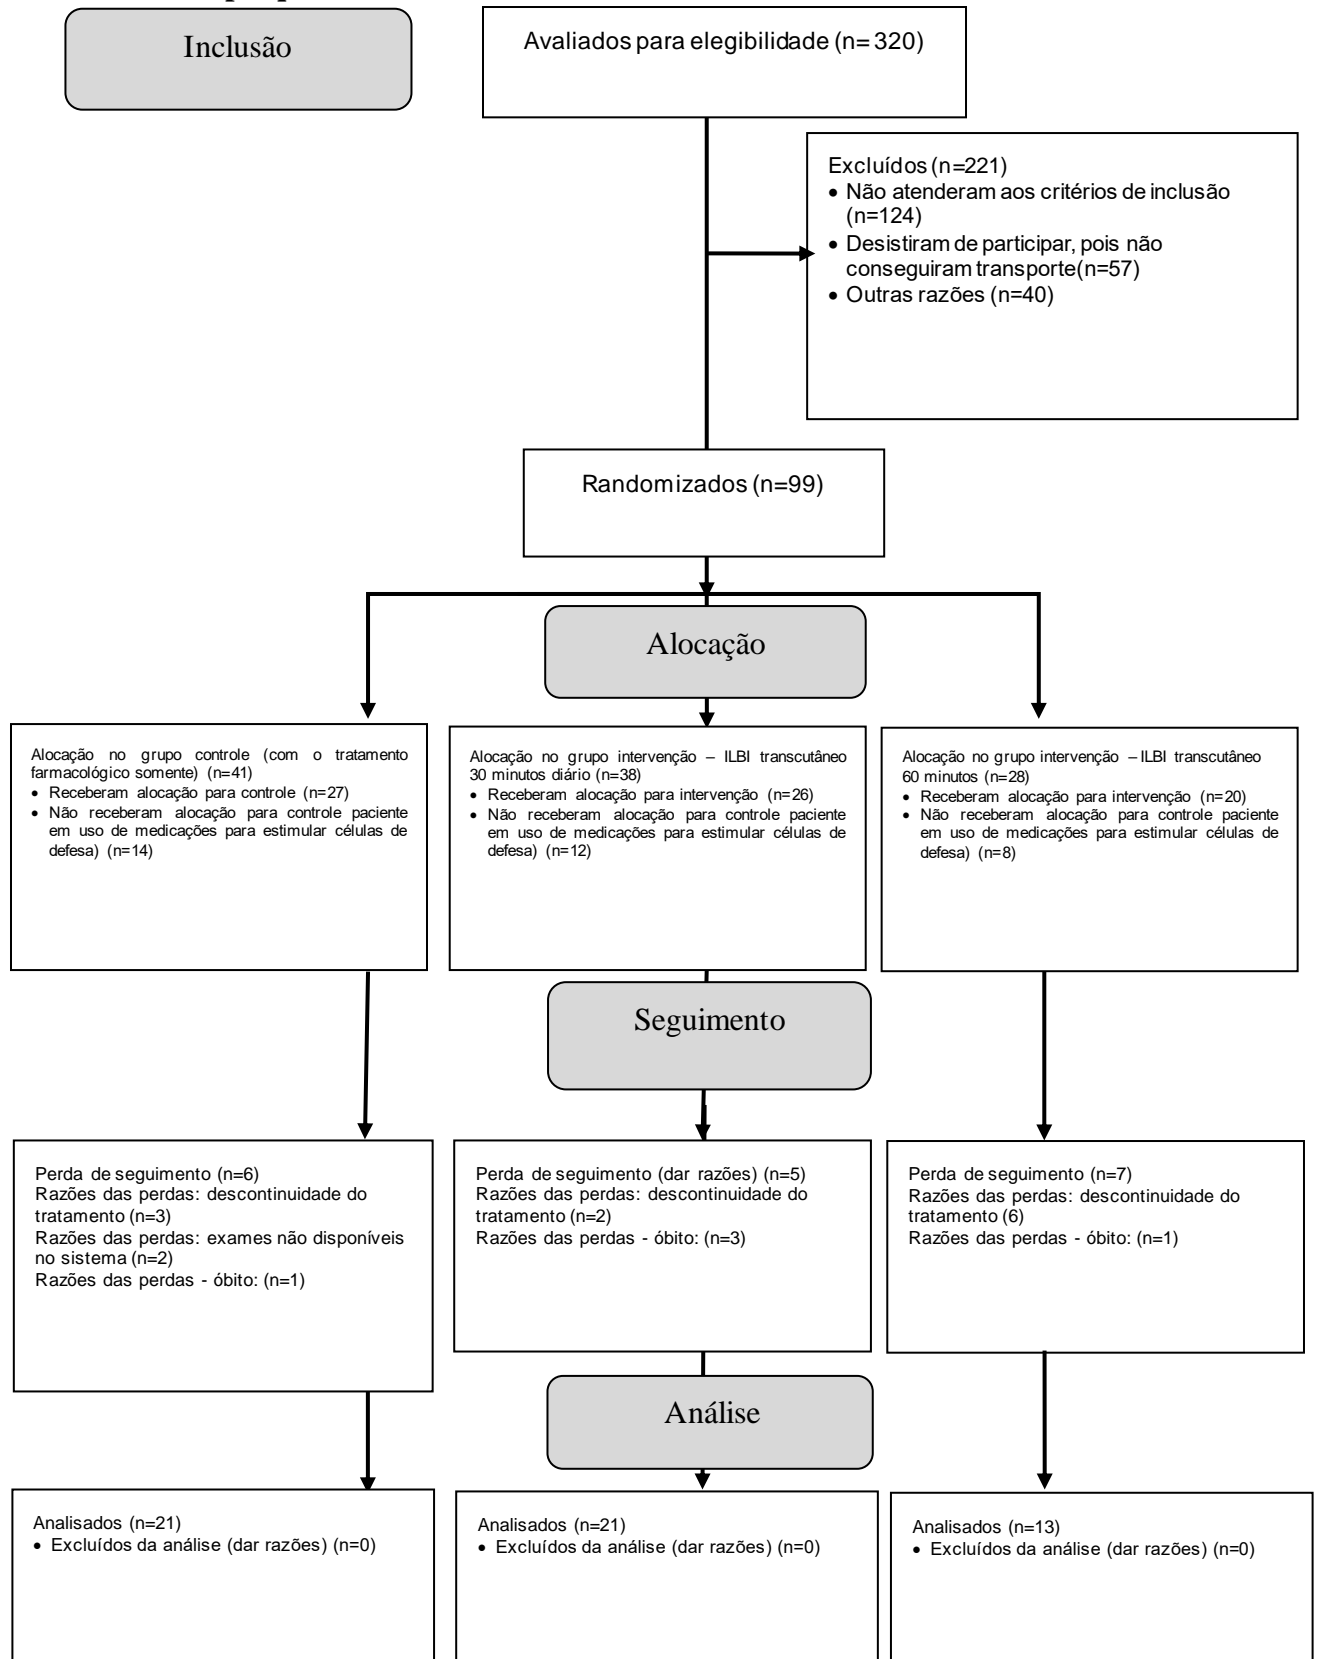 Inclusão
Avaliados para elegibilidade (n= 320)
Excluídos (n=221)
• Não atenderam aos critérios de inclusão
(n=124)
• Desistiram de participar, pois não
conseguiram transporte(n=57)
• Outras razões (n=40)
Randomizados (n=99)
Alocação
Alocação no grupo controle (com o tratamento
farmacológico somente) (n=41)
• Receberam alocação para controle (n=27)
• Não receberam alocação para controle paciente
em uso de medicações para estimular células de
defesa) (n=14)
Alocação no grupo intervenção – ILBI transcutâneo
30 minutos diário (n=38)
• Receberam alocação para intervenção (n=26)
• Não receberam alocação para controle paciente
em uso de medicações para estimular células de
defesa) (n=12)
Alocação no grupo intervenção – ILBI transcutâneo
60 minutos (n=28)
• Receberam alocação para intervenção (n=20)
• Não receberam alocação para controle paciente
em uso de medicações para estimular células de
defesa) (n=8)
Seguimento
Perda de seguimento (n=6)
Razões das perdas: descontinuidade do
tratamento (n=3)
Razões das perdas: exames não disponíveis
no sistema (n=2)
Razões das perdas - óbito: (n=1)
Perda de seguimento (dar razões) (n=5)
Razões das perdas: descontinuidade do
tratamento (n=2)
Razões das perdas - óbito: (n=3)
Perda de seguimento (n=7)
Razões das perdas: descontinuidade do
tratamento (6)
Razões das perdas - óbito: (n=1)
Análise
Analisados (n=21)
• Excluídos da análise (dar razões) (n=0)
Analisados (n=21)
• Excluídos da análise (dar razões) (n=0)
Analisados (n=13)
• Excluídos da análise (dar razões) (n=0)